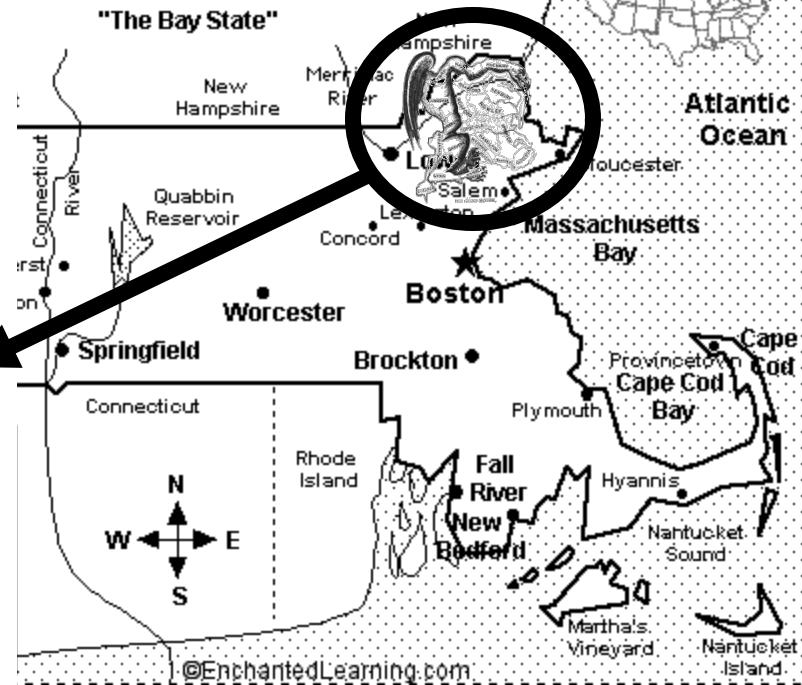 "The Bay State"
New
Hampshire
Merrimac
River
Atlantic
Ocean
Connecticut
River
Quabbin
Reservoir
Salem
Concord
Massachusetts
Bay
Boston
Worcester
Springfield
Brockton
Provincetown
Cape
Cod
Cape Cod
Bay
Plymouth
Connecticut
Rhode
Island
Fall
River
New
Bedford
Hyannis
Nantucket
Sound
N
W
E
S
Martha's
Vineyard
Nantucket
Island
©EnchantedLearning.com